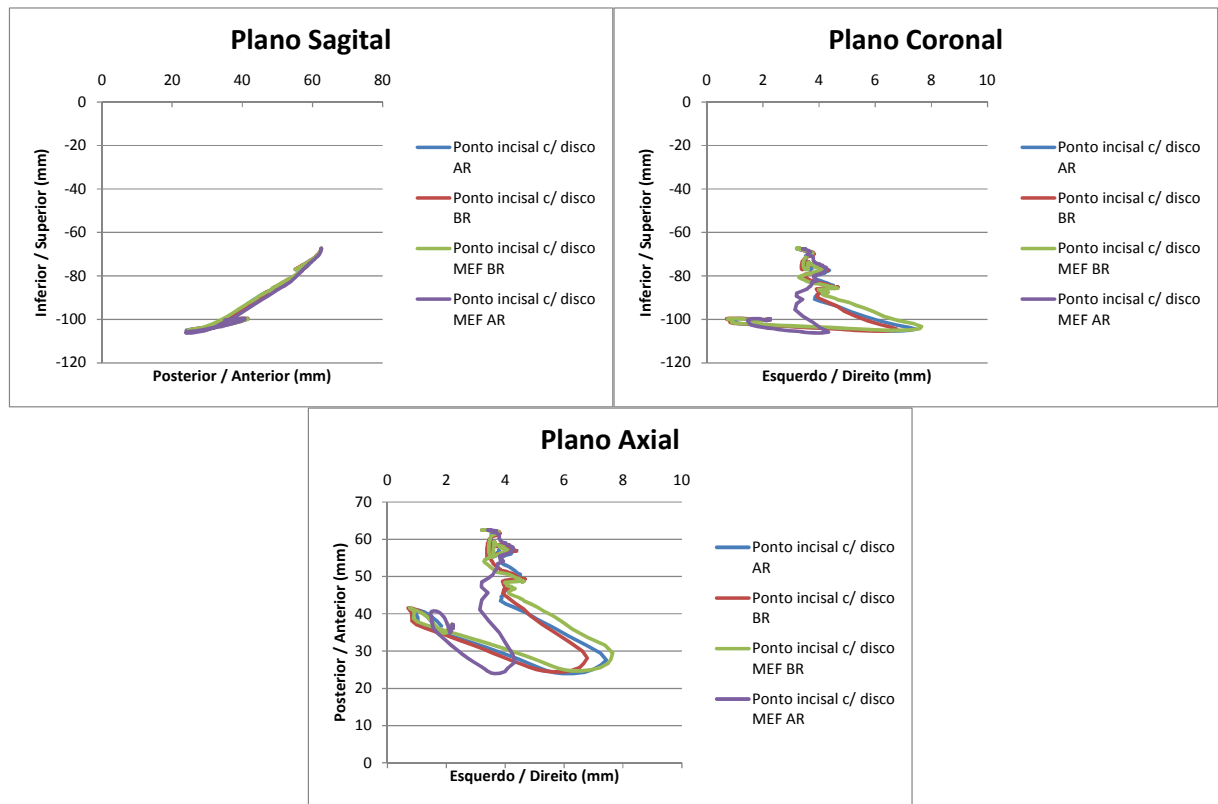 Plano Sagital
0 20 40 60 80
0
-20
-40
-60
-80
-100
-120
Inferior / Superior (mm)
Posterior / Anterior (mm)
Ponto incisal c/ disco
AR
Ponto incisal c/ disco
BR
Ponto incisal c/ disco
MEF BR
Ponto incisal c/ disco
MEF AR
Plano Coronal
0 2 4 6 8 10
0
-20
-40
-60
-80
-100
-120
Inferior / Superior (mm)
Esquerdo / Direito (mm)
Ponto incisal c/ disco
AR
Ponto incisal c/ disco
BR
Ponto incisal c/ disco
MEF BR
Ponto incisal c/ disco
MEF AR
Plano Axial
0 2 4 6 8 10
70
60
50
40
30
20
10
0
Posterior / Anterior (mm)
Esquerdo / Direito (mm)
Ponto incisal c/ disco
AR
Ponto incisal c/ disco
BR
Ponto incisal c/ disco
MEF BR
Ponto incisal c/ disco
MEF AR